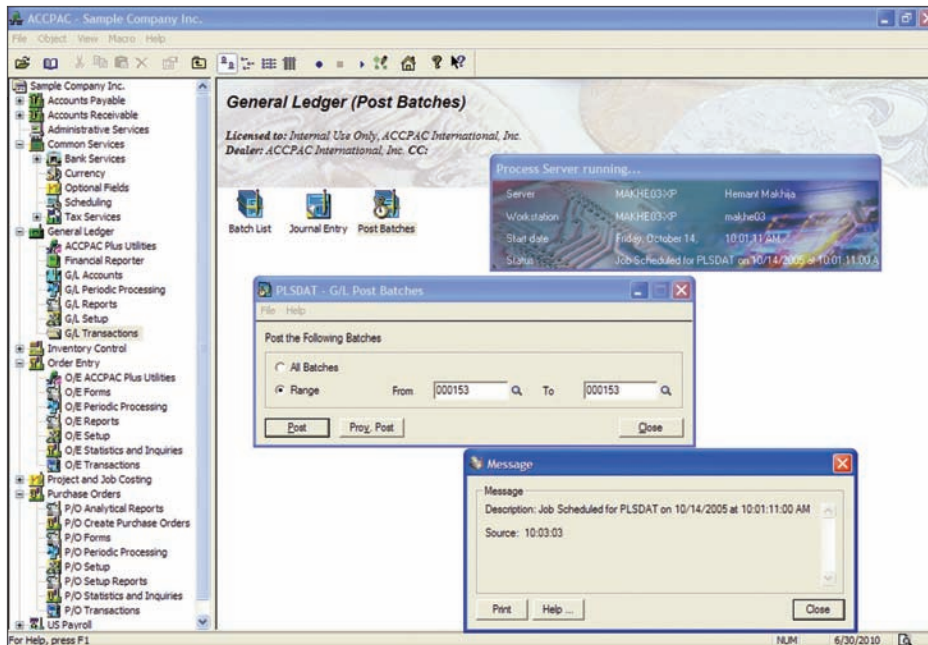 ACCPAC - Sample Company Inc.
File Object View Macro Help
Sample Company Inc.
Accounts Payable
Accounts Receivable
Administrative Services
Common Services
Bank Services
Currency
Optional Fields
Scheduling
Tax Services
General Ledger
ACCPAC Plus Utilities
Financial Reporter
G/L Accounts
G/L Periodic Processing
G/L Reports
G/L Setup
G/L Transactions
Inventory Control
Order Entry
O/E ACCPAC Plus Utilities
O/E Forms
O/E Periodic Processing
O/E Reports
O/E Setup
O/E Statistics and Inquiries
O/E Transactions
Project and Job Costing
Purchase Orders
P/O Analytical Reports
P/O Create Purchase Orders
P/O Forms
P/O Periodic Processing
P/O Setup
P/O Setup Reports
P/O Statistics and Inquiries
P/O Transactions
US Payroll
General Ledger (Post Batches)
Licensed to: Internal Use Only, ACCPAC International, Inc.
Dealer: ACCPAC International, Inc. CC:
Batch List Journal Entry Post Batches
Process Server running...
Server MAKHE03XP Hemant Makhija
Workstation MAKHE03XP makhe03
Start date Friday, October 14, 10:01:11 AM
Status Job Scheduled for PLSDAT on 10/14/2005 at 10:01:11:00 A
PLSDAT - G/L Post Batches
File Help
Post the Following Batches
All Batches
Range From 000153 To 000153
Post Prov. Post Close
Message
Message
Description: Job Scheduled for PLSDAT on 10/14/2005 at 10:01:11:00 AM
Source: 10:03:03
Print Help ... Close
For Help, press F1 NUM 6/30/2010